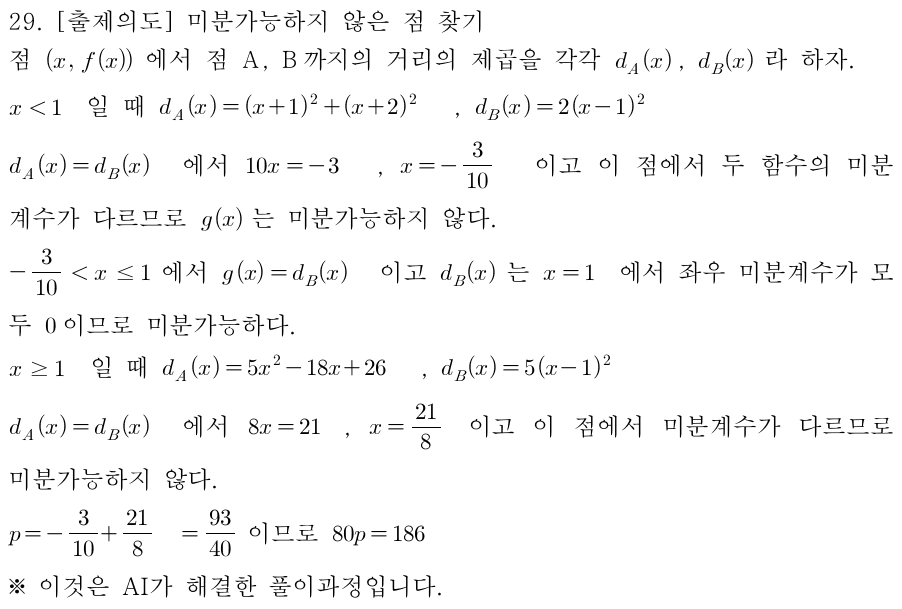 29. [출제의도] 미분가능하지 않은 점 찾기
점 (x, f(x)) 에서 점 A, B까지의 거리의 제곱을 각각 d_A(x), d_B(x) 라 하자.
x < 1 일 때 d_A(x) = (x+1)² + (x+2)² , d_B(x) = 2(x−1)²
d_A(x) = d_B(x) 에서 10x = −3 , x = −3/10 이고 이 점에서 두 함수의 미분
계수가 다르므로 g(x) 는 미분가능하지 않다.
−3/10 < x ≤ 1 에서 g(x) = d_B(x) 이고 d_B(x) 는 x = 1 에서 좌우 미분계수가 모
두 0 이므로 미분가능하다.
x ≥ 1 일 때 d_A(x) = 5x² − 18x + 26 , d_B(x) = 5(x−1)²
d_A(x) = d_B(x) 에서 8x = 21 , x = 21/8 이고 이 점에서 미분계수가 다르므로
미분가능하지 않다.
p = −3/10 + 21/8 = 93/40 이므로 80p = 186
※ 이것은 AI가 해결한 풀이과정입니다.